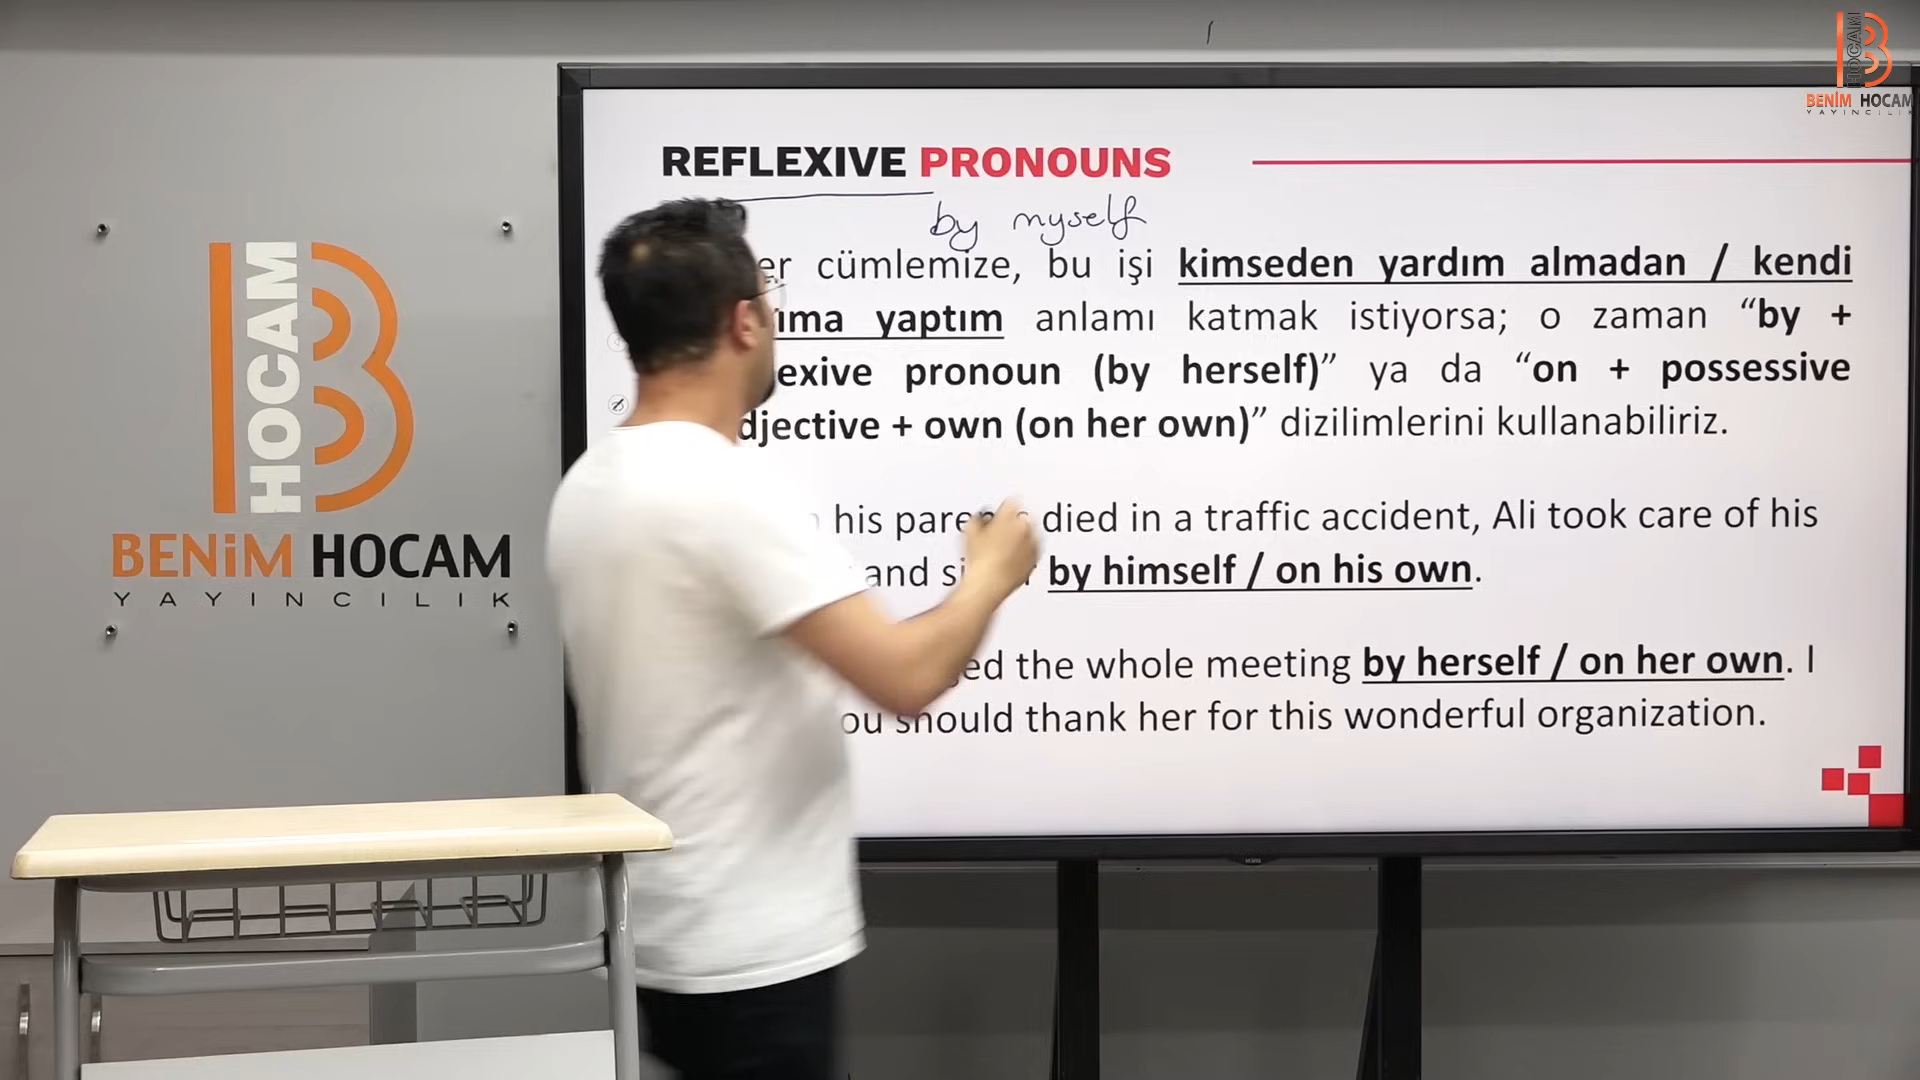 HOCAM
BENİM HOCAM
YAYINCILIK
HOCAM
BENİM HOCAM
YAYINCILIK
REFLEXIVE PRONOUNS
by myself
cümlemize, bu işi kimseden yardım almadan / kendi
yaptım anlamı katmak istiyorsa; o zaman “by +
pronoun (by herself)” ya da “on + possessive
+ own (on her own)” dizilimlerini kullanabiliriz.
his parents died in a traffic accident, Ali took care of his
and by himself / on his own.
the whole meeting by herself / on her own. I
should thank her for this wonderful organization.